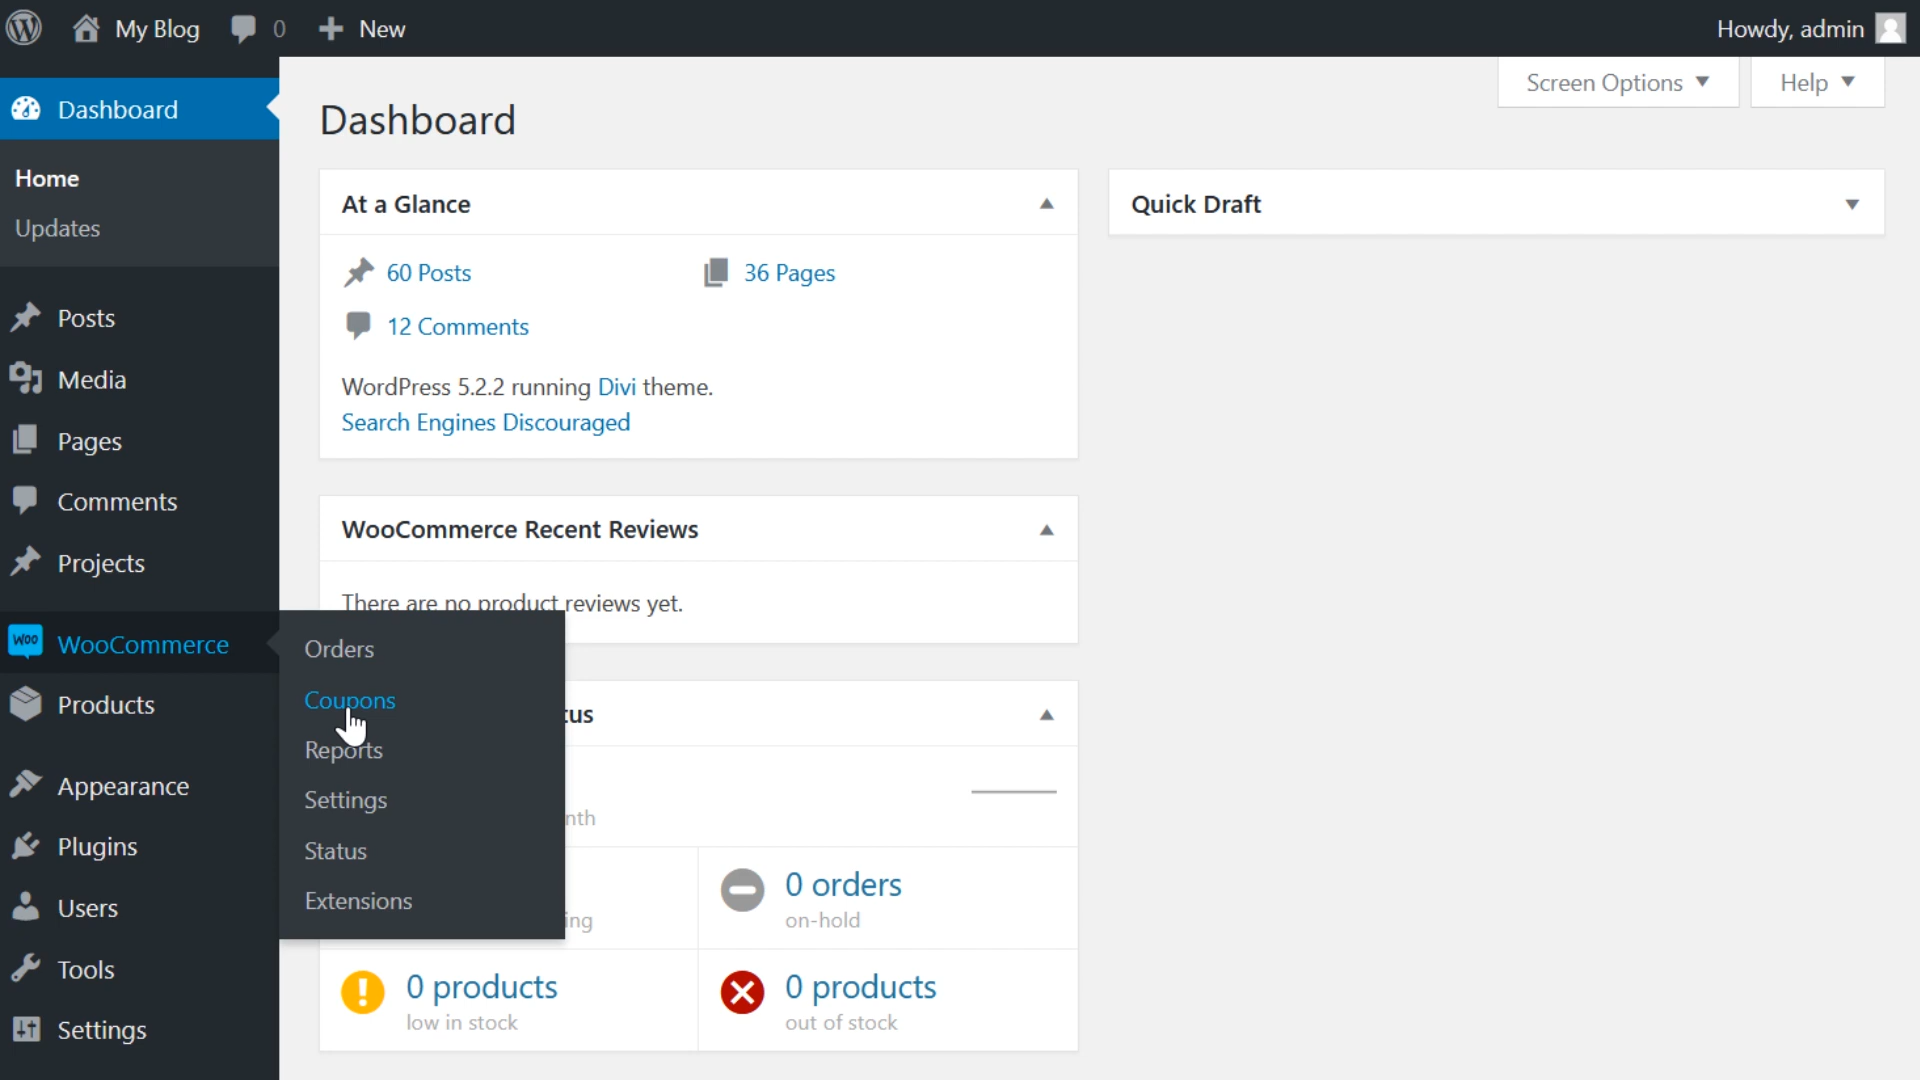 My Blog
0
New
Howdy, admin
Screen Options
Help
Dashboard
Home
Updates
Posts
Media
Pages
Comments
Projects
WOO WooCommerce
Products
Appearance
Plugins
Users
Tools
Settings
Orders
Coupons
Reports
Settings
Status
Extensions
Dashboard
At a Glance
60 Posts
36 Pages
12 Comments
WordPress 5.2.2 running Divi theme.
Search Engines Discouraged
WooCommerce Recent Reviews
There are no product reviews yet.
tus
nth
ing
0 orders
on-hold
0 products
low in stock
0 products
out of stock
Quick Draft